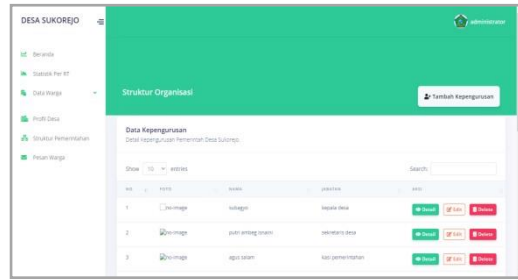 DESA SUKOREJO
administrator
Beranda
Statistik Per RT
Data Warga
Profil Desa
Struktur Pemerintahan
Pesan Warga
Struktur Organisasi
Tambah Kepengurusan
Data Kepengurusan
Detail Kepengurusan Pemerintah Desa Sukorejo.
Show 10 entries
Search:
NO FOTO NAMA JABATAN AKSI
1 no-image subagyo kepala desa Detail Edit Delete
2 no-image putri sekretaris desa Detail Edit Delete
3 no-image agus salam kasi pemerintahan Detail Edit Delete